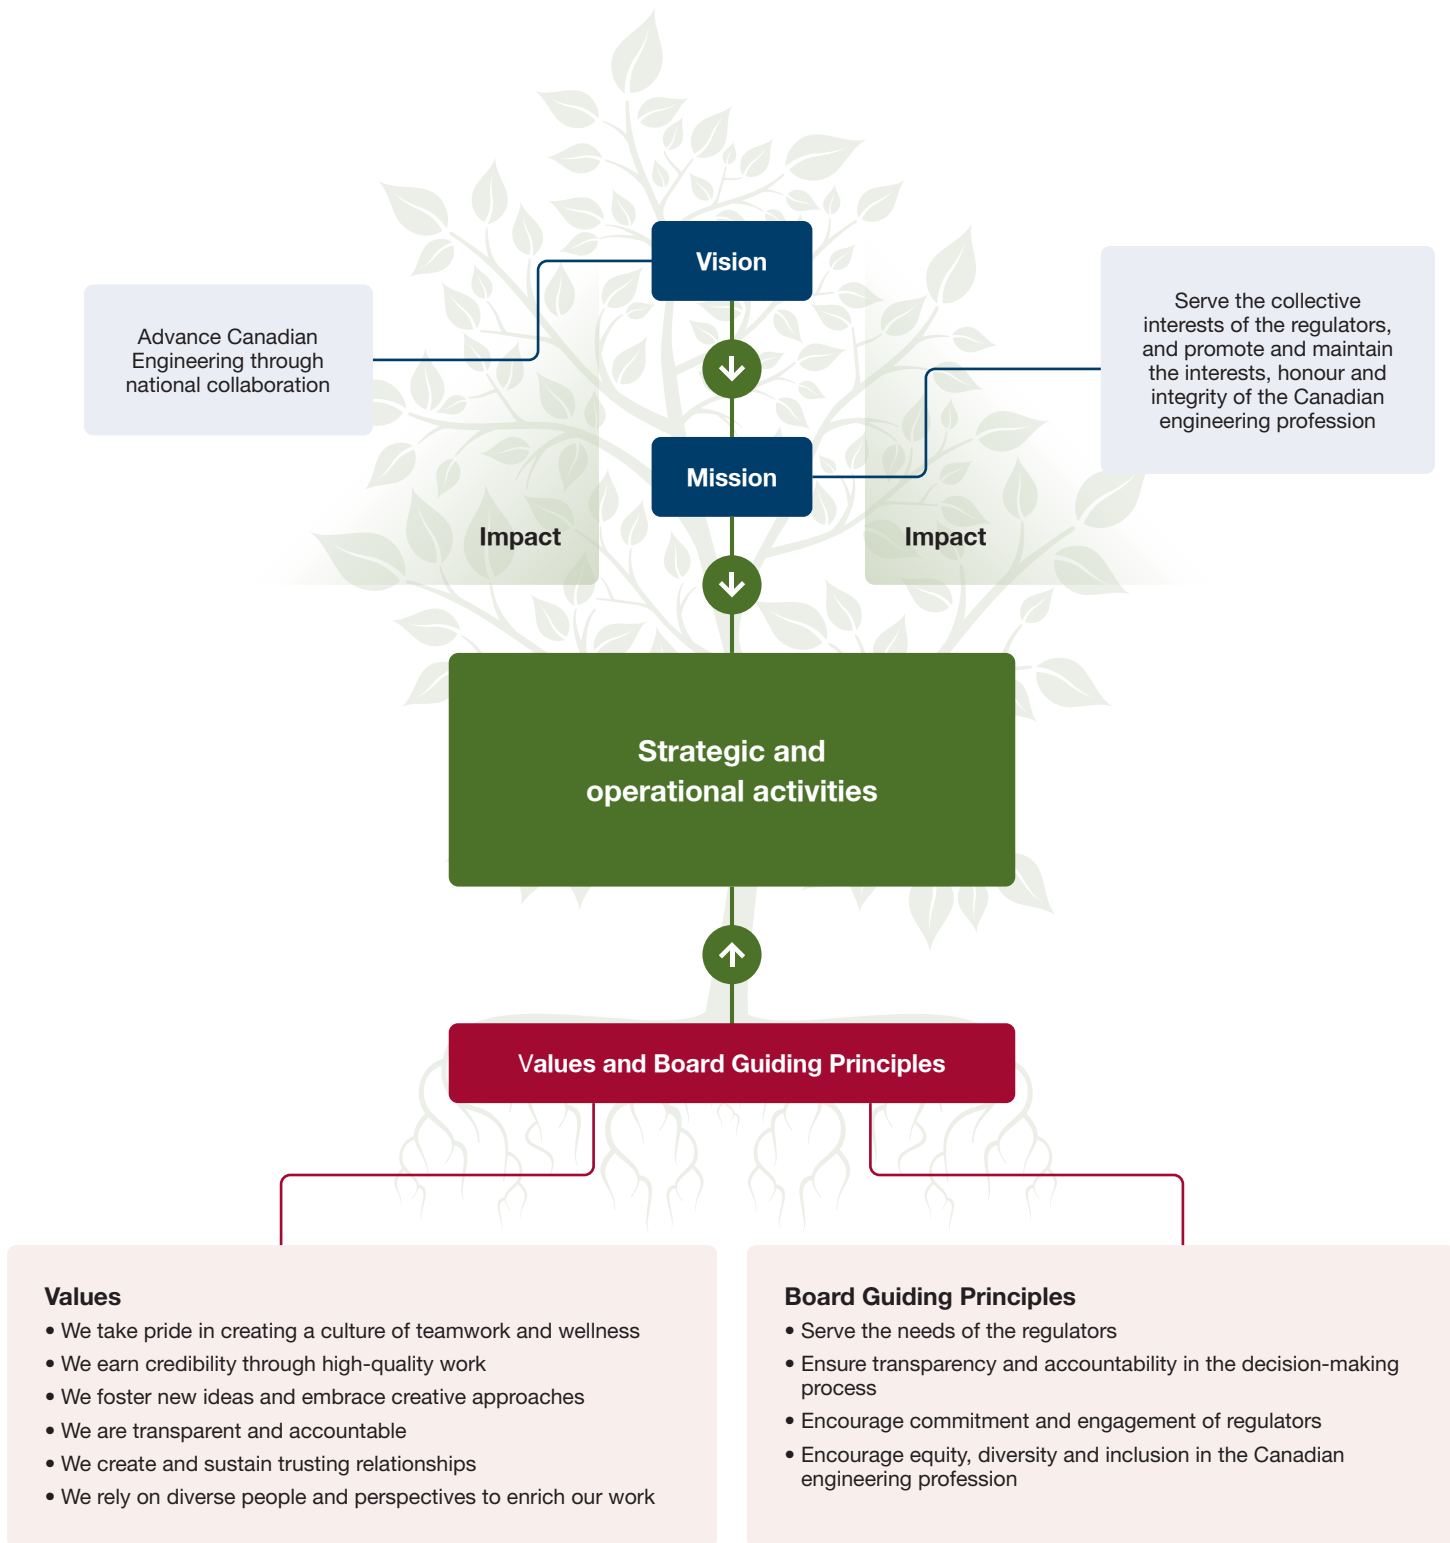 Vision
Advance Canadian
Engineering through
national collaboration
Serve the collective
interests of the regulators,
and promote and maintain
the interests, honour and
integrity of the Canadian
engineering profession
Mission
Impact
Impact
Strategic and
operational activities
Values and Board Guiding Principles
Values
• We take pride in creating a culture of teamwork and wellness
• We earn credibility through high-quality work
• We foster new ideas and embrace creative approaches
• We are transparent and accountable
• We create and sustain trusting relationships
• We rely on diverse people and perspectives to enrich our work
Board Guiding Principles
• Serve the needs of the regulators
• Ensure transparency and accountability in the decision-making
process
• Encourage commitment and engagement of regulators
• Encourage equity, diversity and inclusion in the Canadian
engineering profession